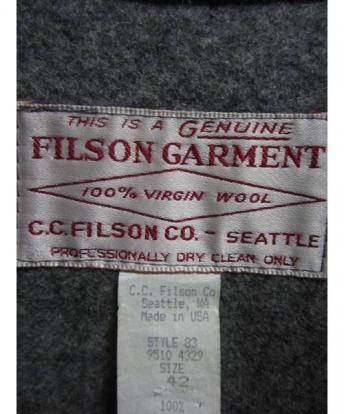 THIS IS A GENUINE
FILSON GARMENT
100% VIRGIN WOOL
C.C. FILSON CO. - SEATTLE
PROFESSIONALLY DRY CLEAN ONLY
C.C. Filson Co
Seattle, WA
Made in USA
STYLE 83
9510 4329
SIZE
42
100%